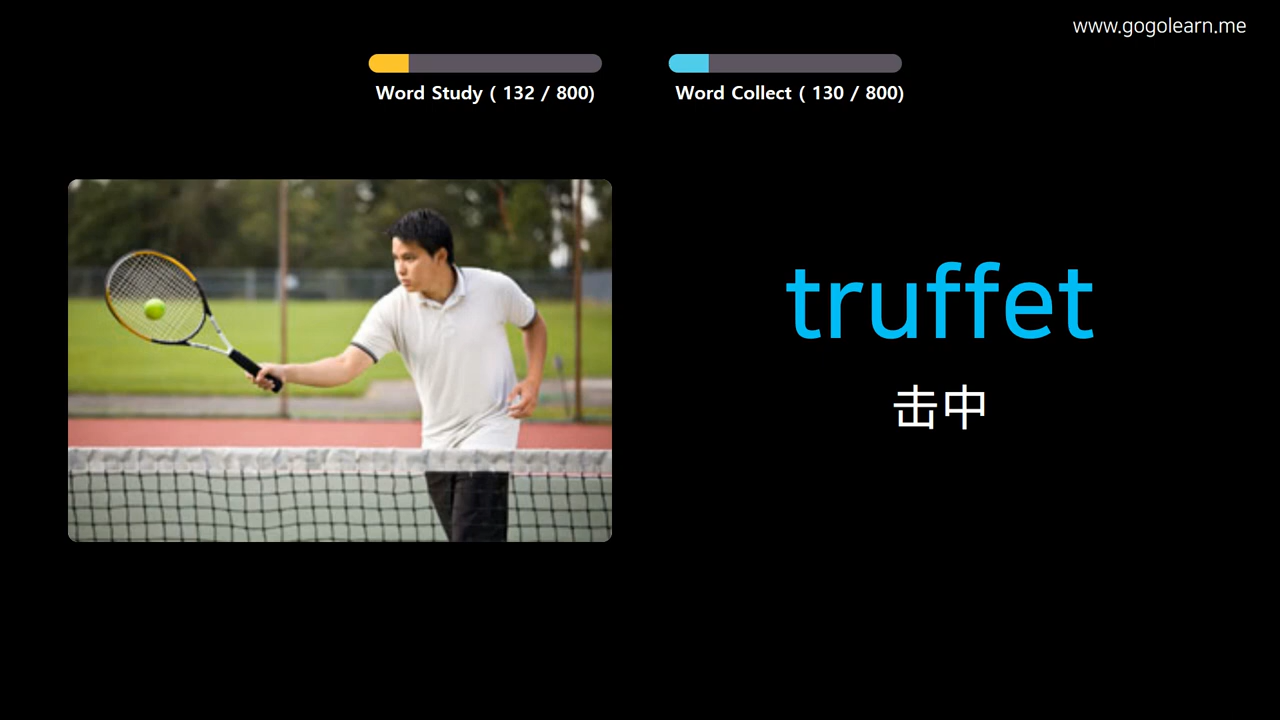 www.gogolearn.me
Word Study ( 132 / 800)
Word Collect ( 130 / 800)
truffet
击中